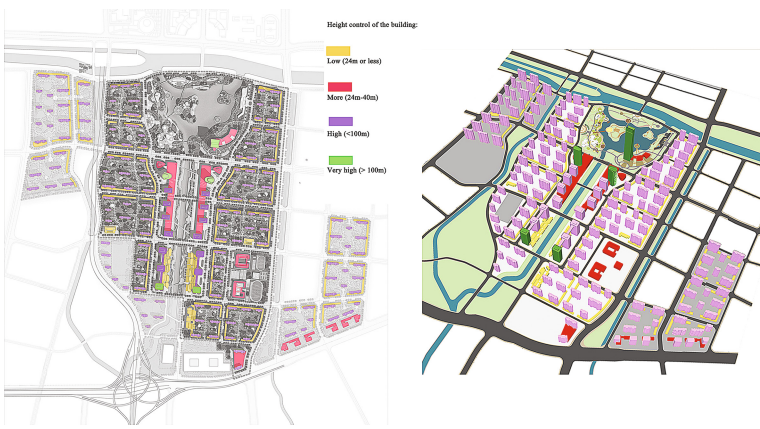 Height control of the building:
Low (24m or less)
More (24m-40m)
High (<100m)
Very high (> 100m)